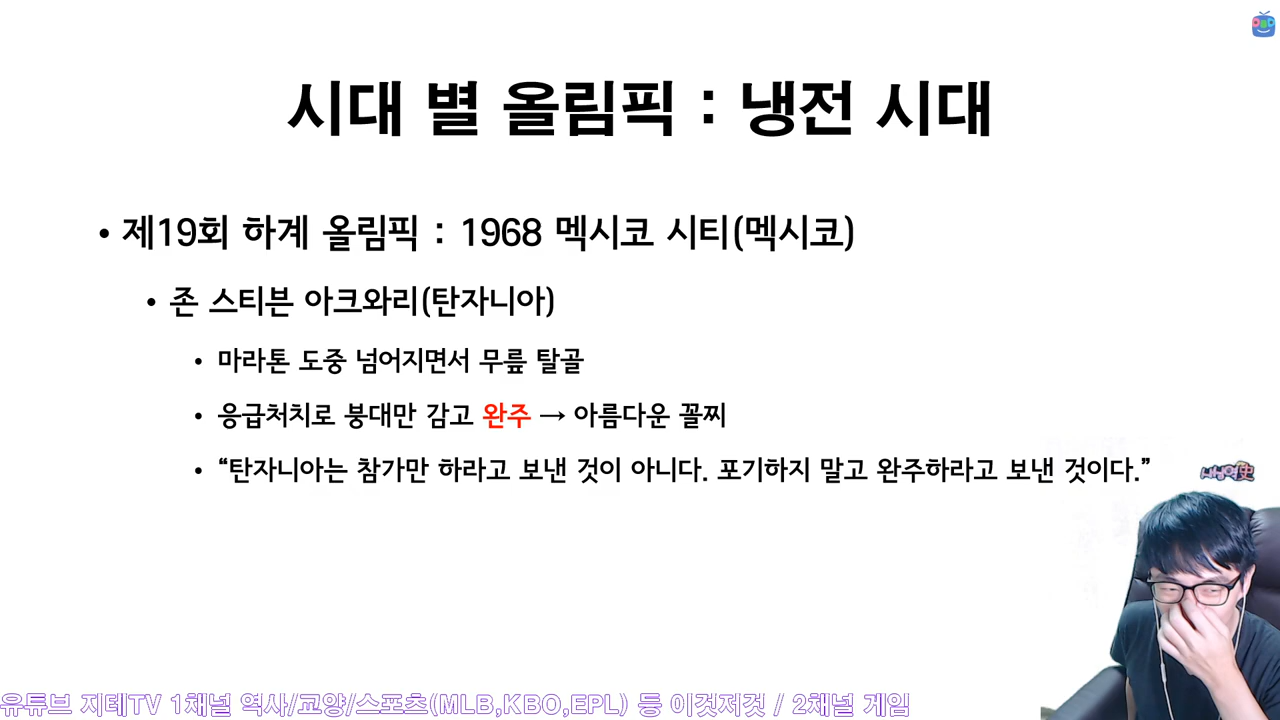 시대 별 올림픽 : 냉전 시대
• 제19회 하계 올림픽 : 1968 멕시코 시티(멕시코)
• 존 스티븐 아크와리(탄자니아)
• 마라톤 도중 넘어지면서 무릎 탈골
• 응급처치로 붕대만 감고 완주 → 아름다운 꼴찌
• “탄자니아는 참가만 하라고 보낸 것이 아니다. 포기하지 말고 완주하라고 보낸 것이다.”
유튜브 지테TV 1채널 역사/교양/스포츠(MLB,KBO,EPL) 등 이것저것 / 2채널 게임